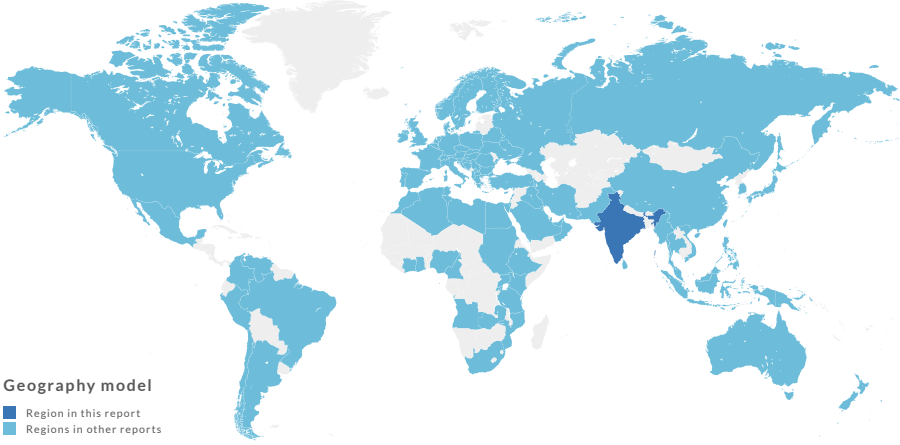 Geography model
Region in this report
Regions in other reports